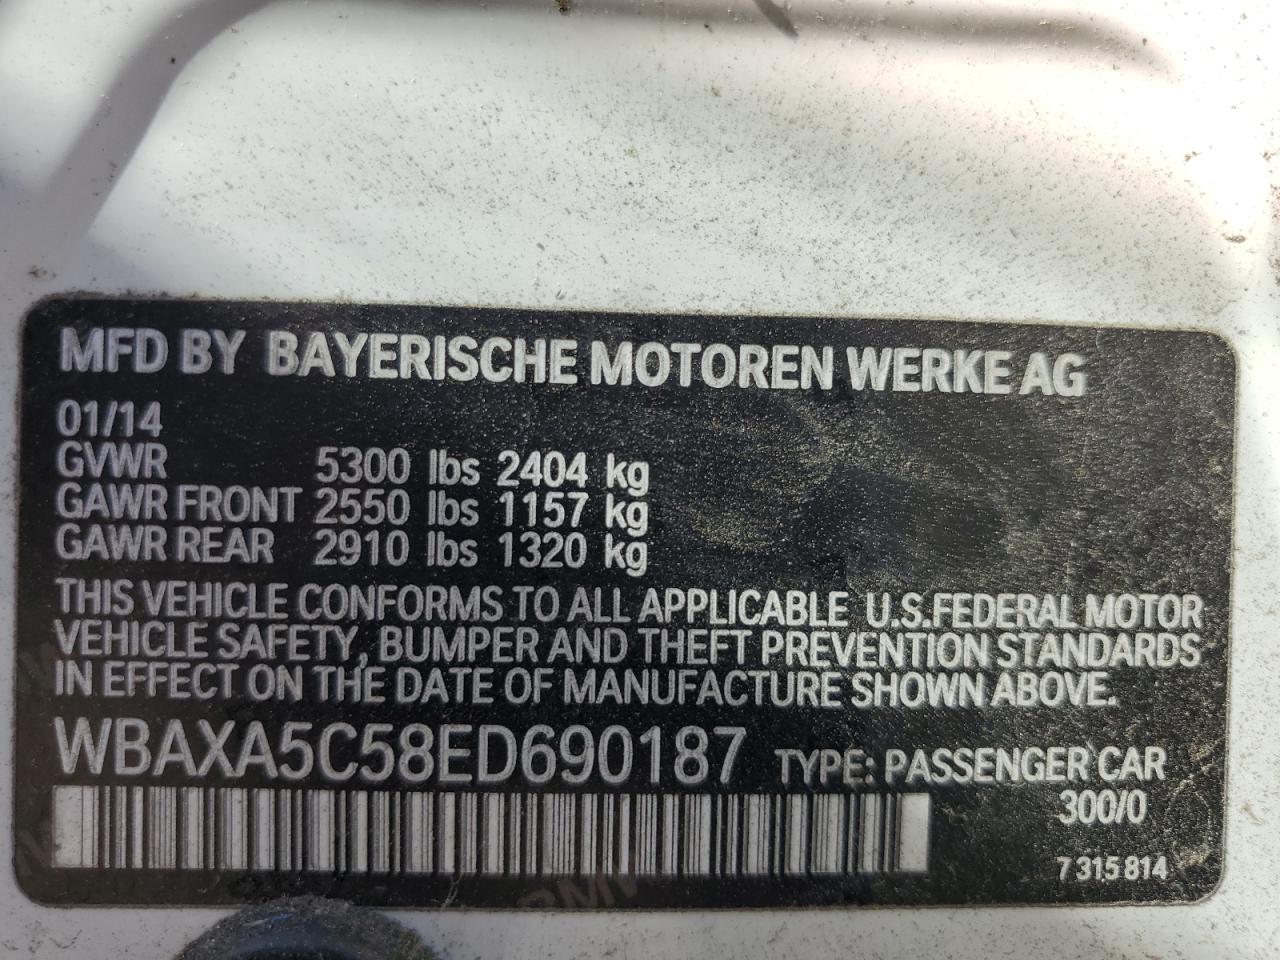 MFD BY BAYERISCHE MOTOREN WERKE AG
01/14
GVWR 5300 lbs 2404 kg
GAWR FRONT 2550 lbs 1157 kg
GAWR REAR 2910 lbs 1320 kg
THIS VEHICLE CONFORMS TO ALL APPLICABLE U.S.FEDERAL MOTOR
VEHICLE SAFETY, BUMPER AND THEFT PREVENTION STANDARDS
IN EFFECT ON THE DATE OF MANUFACTURE SHOWN ABOVE.
WBAXA5C58ED690187 TYPE: PASSENGER CAR
300/0
7 315 814
BMW